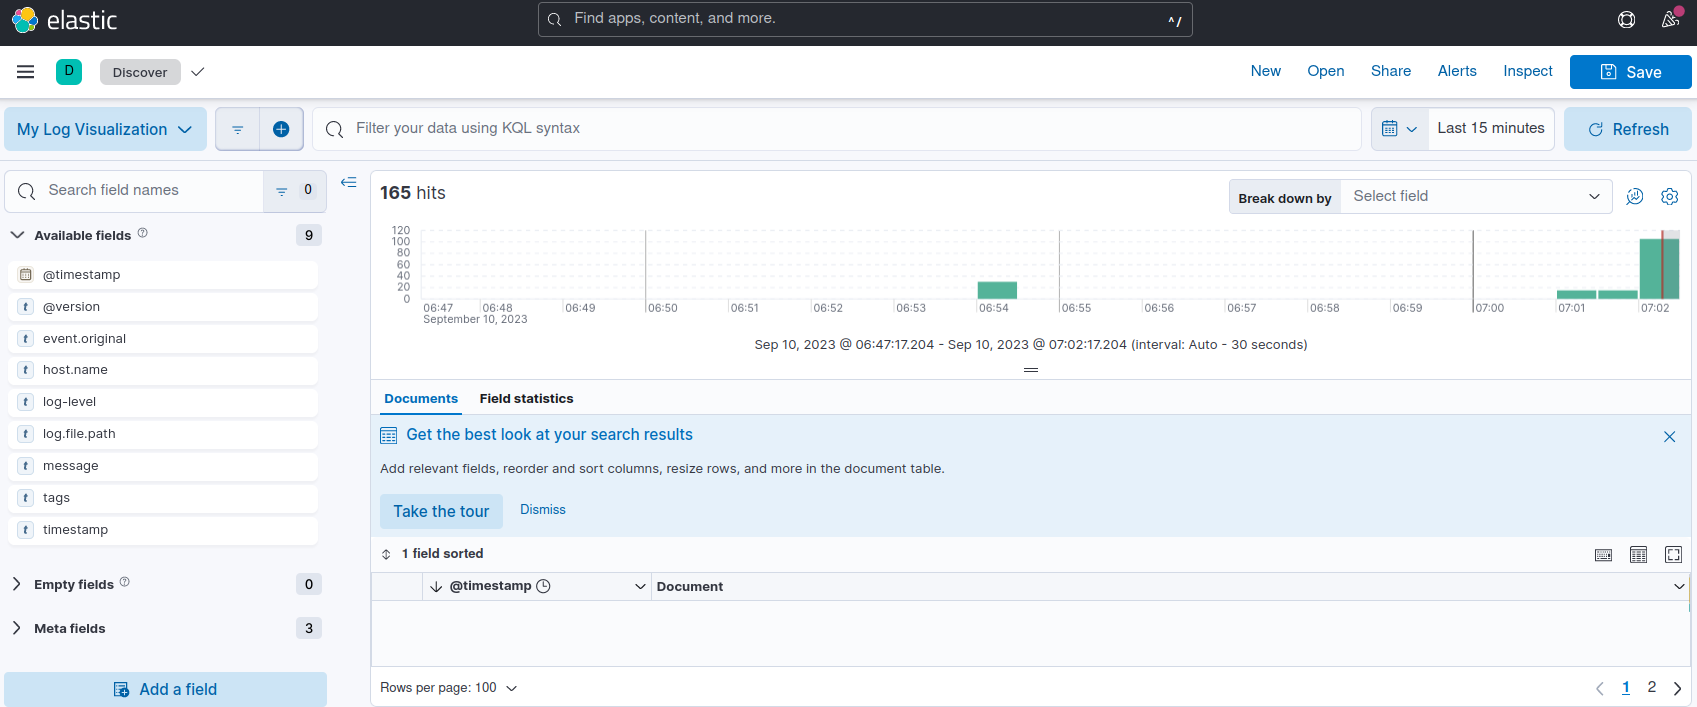 elastic
Find apps, content, and more.
^/
D
Discover
New
Open
Share
Alerts
Inspect
Save
My Log Visualization
Filter your data using KQL syntax
Last 15 minutes
Refresh
Search field names
0
Available fields
9
@timestamp
t @version
t event.original
t host.name
t log-level
t log.file.path
t message
t tags
t timestamp
Empty fields
0
Meta fields
3
Add a field
165 hits
Break down by
Select field
120
100
80
60
40
20
0
06:47 06:48 06:49 06:50 06:51 06:52 06:53 06:54 06:55 06:56 06:57 06:58 06:59 07:00 07:01 07:02
September 10, 2023
Sep 10, 2023 @ 06:47:17.204 - Sep 10, 2023 @ 07:02:17.204 (interval: Auto - 30 seconds)
Documents
Field statistics
Get the best look at your search results
Add relevant fields, reorder and sort columns, resize rows, and more in the document table.
Take the tour
Dismiss
1 field sorted
@timestamp
Document
Rows per page: 100
1 2